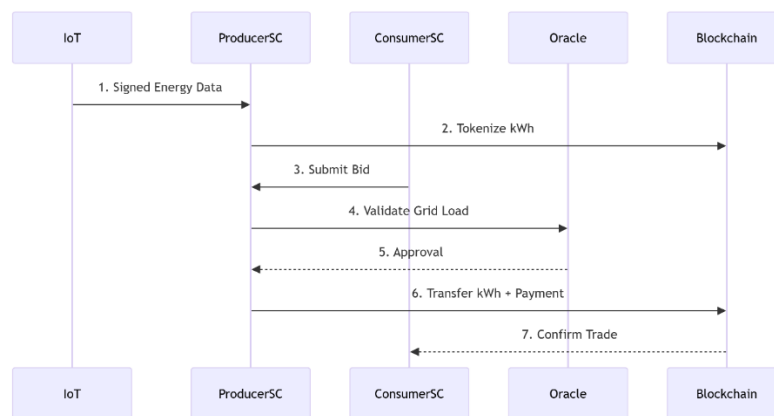 IoT
ProducerSC
ConsumerSC
Oracle
Blockchain
1. Signed Energy Data
2. Tokenize kWh
3. Submit Bid
4. Validate Grid Load
5. Approval
6. Transfer kWh + Payment
7. Confirm Trade
IoT
ProducerSC
ConsumerSC
Oracle
Blockchain